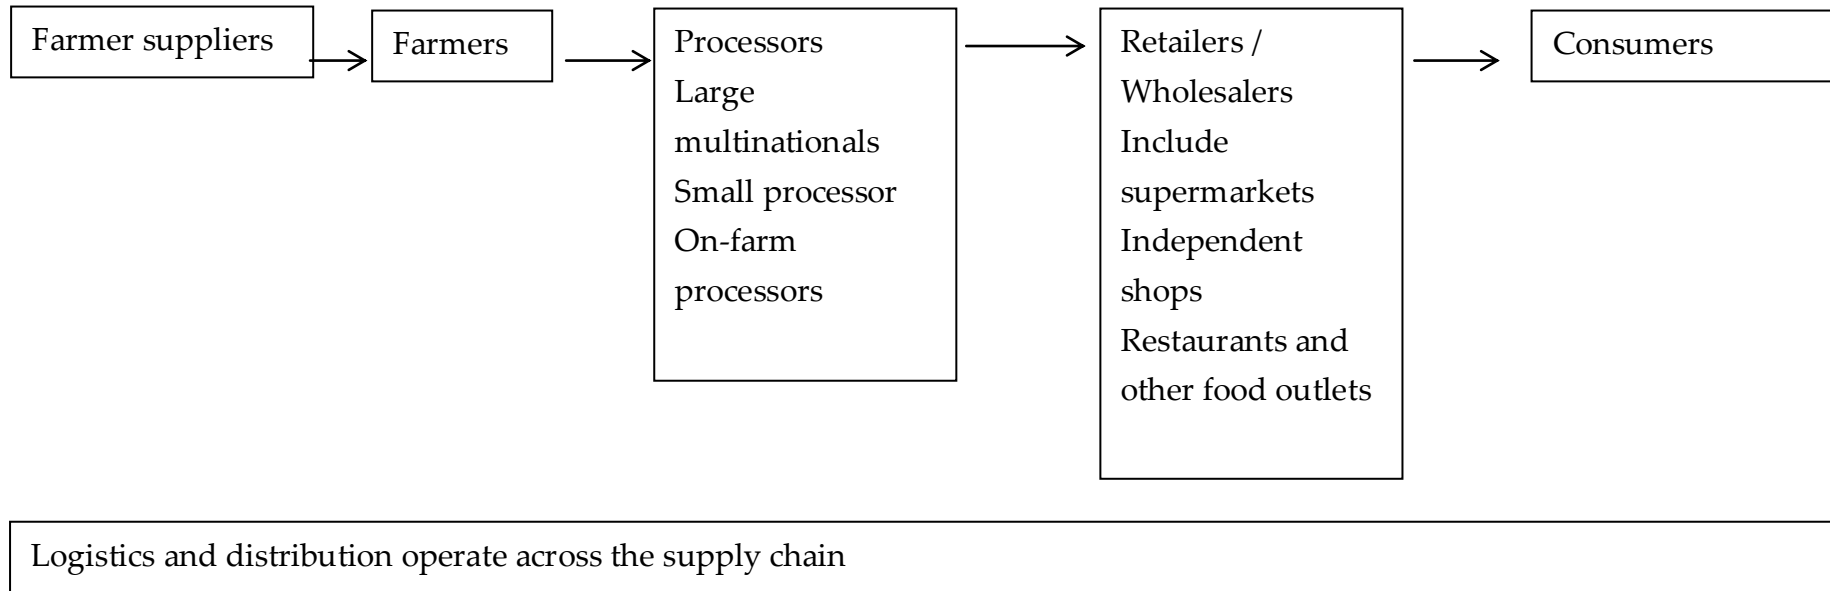 Farmer suppliers
Farmers
Processors
Large
multinationals
Small processor
On-farm
processors
Retailers /
Wholesalers
Include
supermarkets
Independent
shops
Restaurants and
other food outlets
Consumers
Logistics and distribution operate across the supply chain